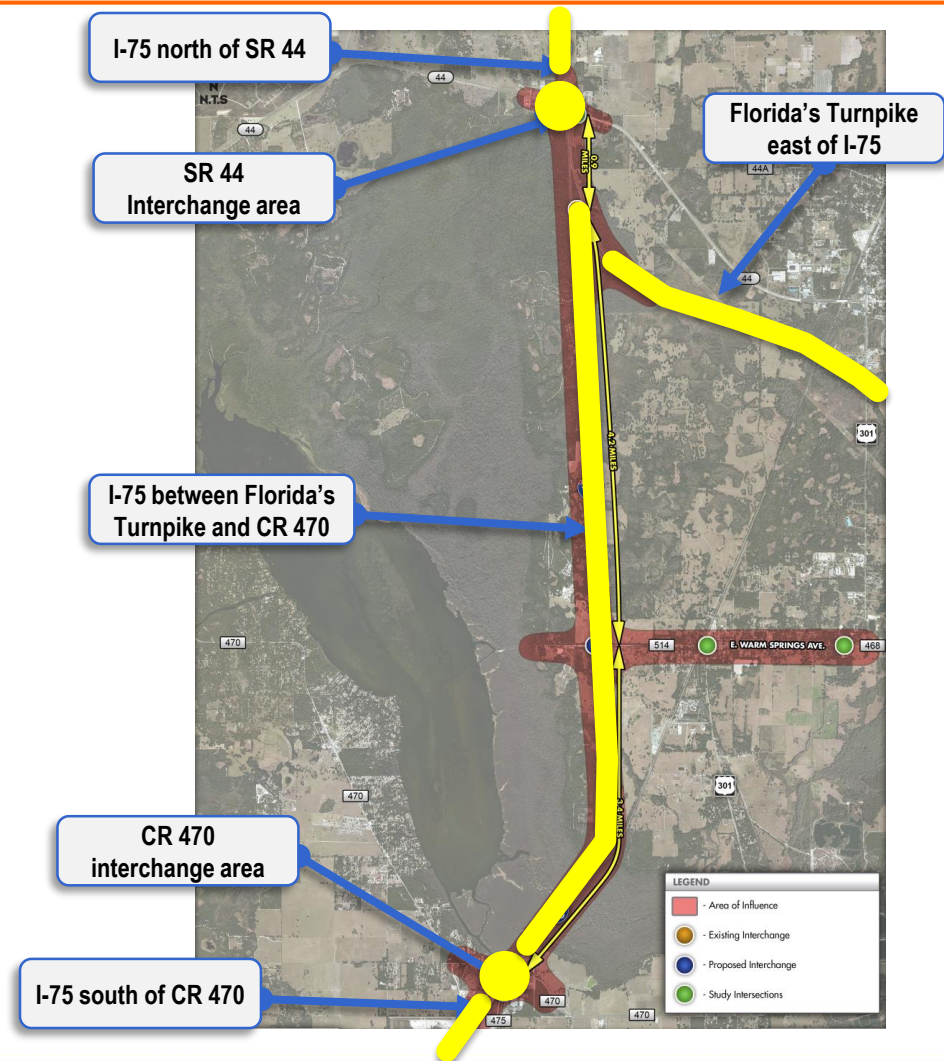 I-75 north of SR 44
N
N.T.S
44
44
SR 44
Interchange area
0.9
MILES
Florida's Turnpike
east of I-75
44A
44
301
4.2 MILES
I-75 between Florida's
Turnpike and CR 470
470
514
E. WARM SPRINGS AVE.
468
301
470
3.4 MILES
CR 470
interchange area
LEGEND
- Area of Influence
- Existing Interchange
- Proposed Interchange
- Study Intersections
I-75 south of CR 470
470
475
470